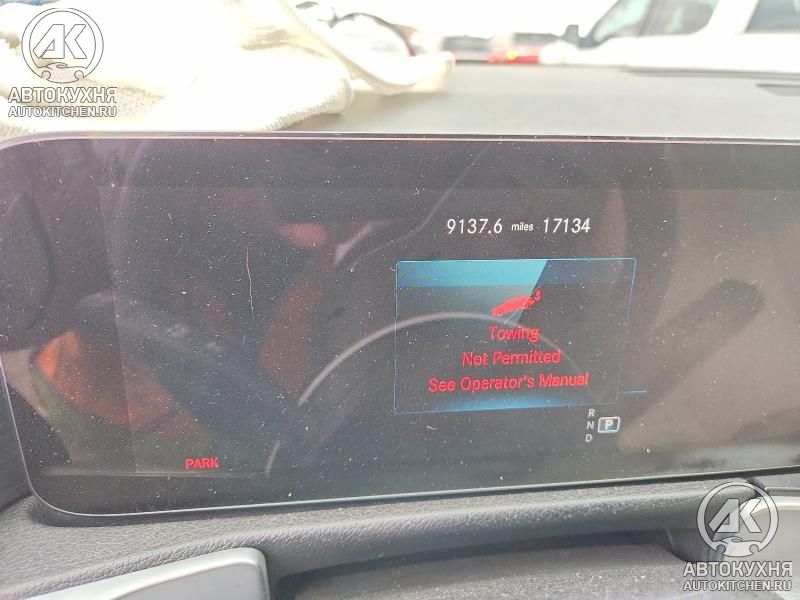 АК
АВТОКУХНЯ
AUTOKITCHEN.RU
9137.6 miles 17134
Towing
Not Permitted
See Operator's Manual
R
N P
D
PARK
АК
АВТОКУХНЯ
AUTOKITCHEN.RU